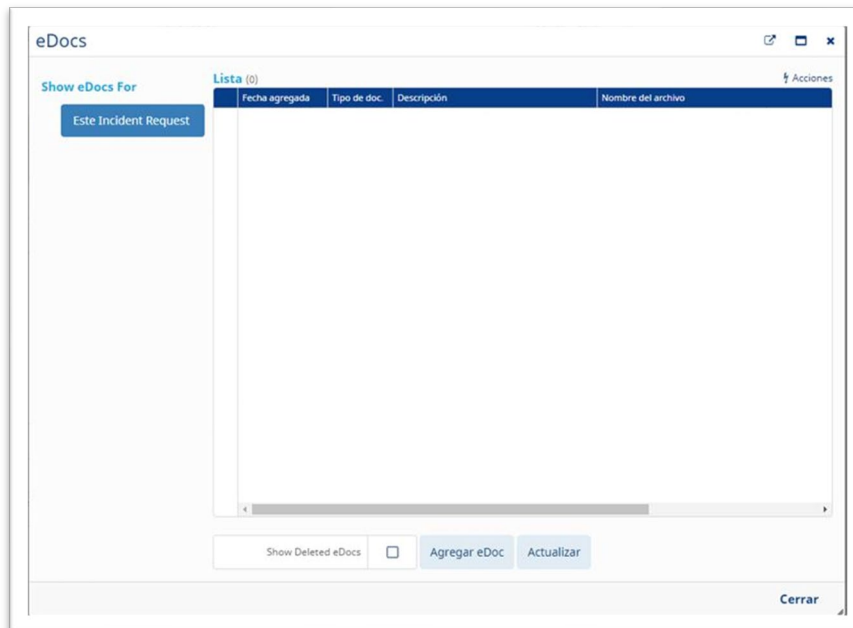 eDocs
Show eDocs For
Este Incident Request
Lista (0)
Acciones
Fecha agregada Tipo de doc. Descripción Nombre del archivo
Show Deleted eDocs Agregar eDoc Actualizar
Cerrar